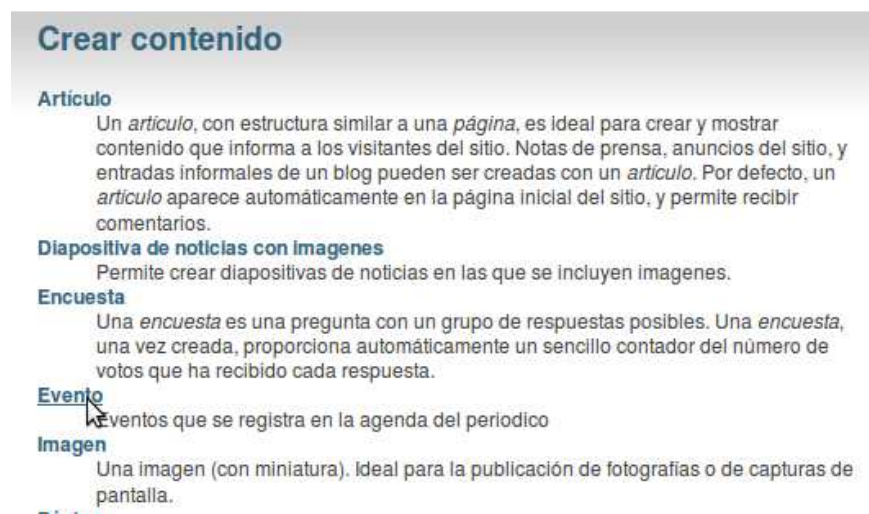 Crear contenido
Artículo
Un artículo, con estructura similar a una página, es ideal para crear y mostrar
contenido que informa a los visitantes del sitio. Notas de prensa, anuncios del sitio, y
entradas informales de un blog pueden ser creadas con un artículo. Por defecto, un
artículo aparece automáticamente en la página inicial del sitio, y permite recibir
comentarios.
Diapositiva de noticias con imagenes
Permite crear diapositivas de noticias en las que se incluyen imagenes.
Encuesta
Una encuesta es una pregunta con un grupo de respuestas posibles. Una encuesta,
una vez creada, proporciona automáticamente un sencillo contador del número de
votos que ha recibido cada respuesta.
Evento
Eventos que se registra en la agenda del periodico
Imagen
Una imagen (con miniatura). Ideal para la publicación de fotografías o de capturas de
pantalla.